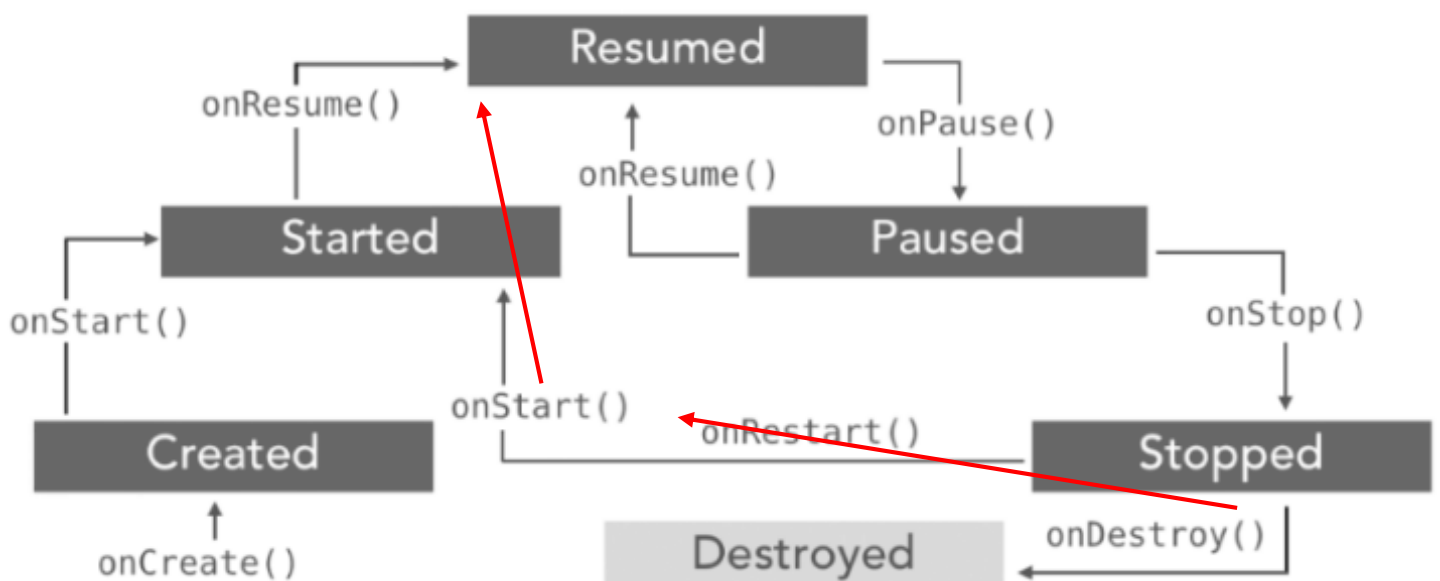 Resumed
onResume()
onPause()
onResume()
Started
Paused
onStart()
onStop()
onStart()
onRestart()
Created
Stopped
onCreate()
Destroyed
onDestroy()